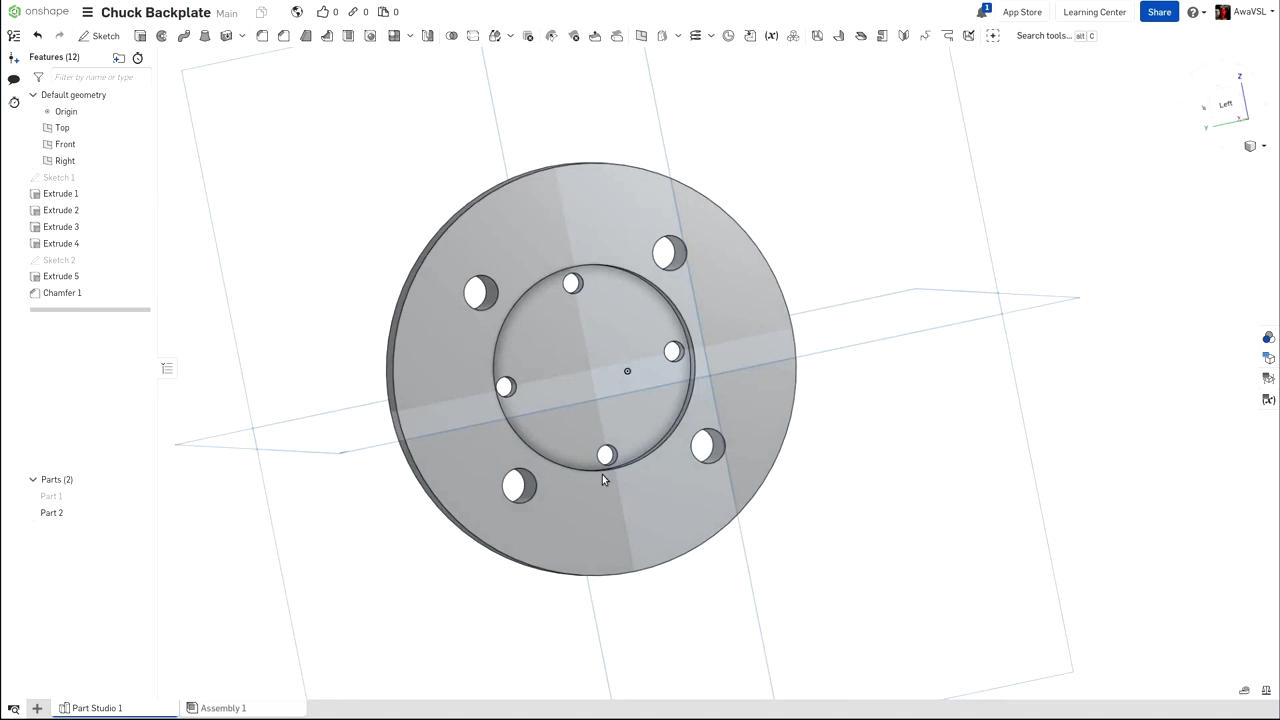 onshape Chuck Backplate Main 0 0 0 1 App Store Learning Center Share AwaVSL
Sketch Search tools... alt C
Features (12)
Filter by name or type
Default geometry
Origin
Top
Front
Right
Sketch 1
Extrude 1
Extrude 2
Extrude 3
Extrude 4
Sketch 2
Extrude 5
Chamfer 1
Parts (2)
Part 1
Part 2
Z
Left
X
Y
Part Studio 1 Assembly 1